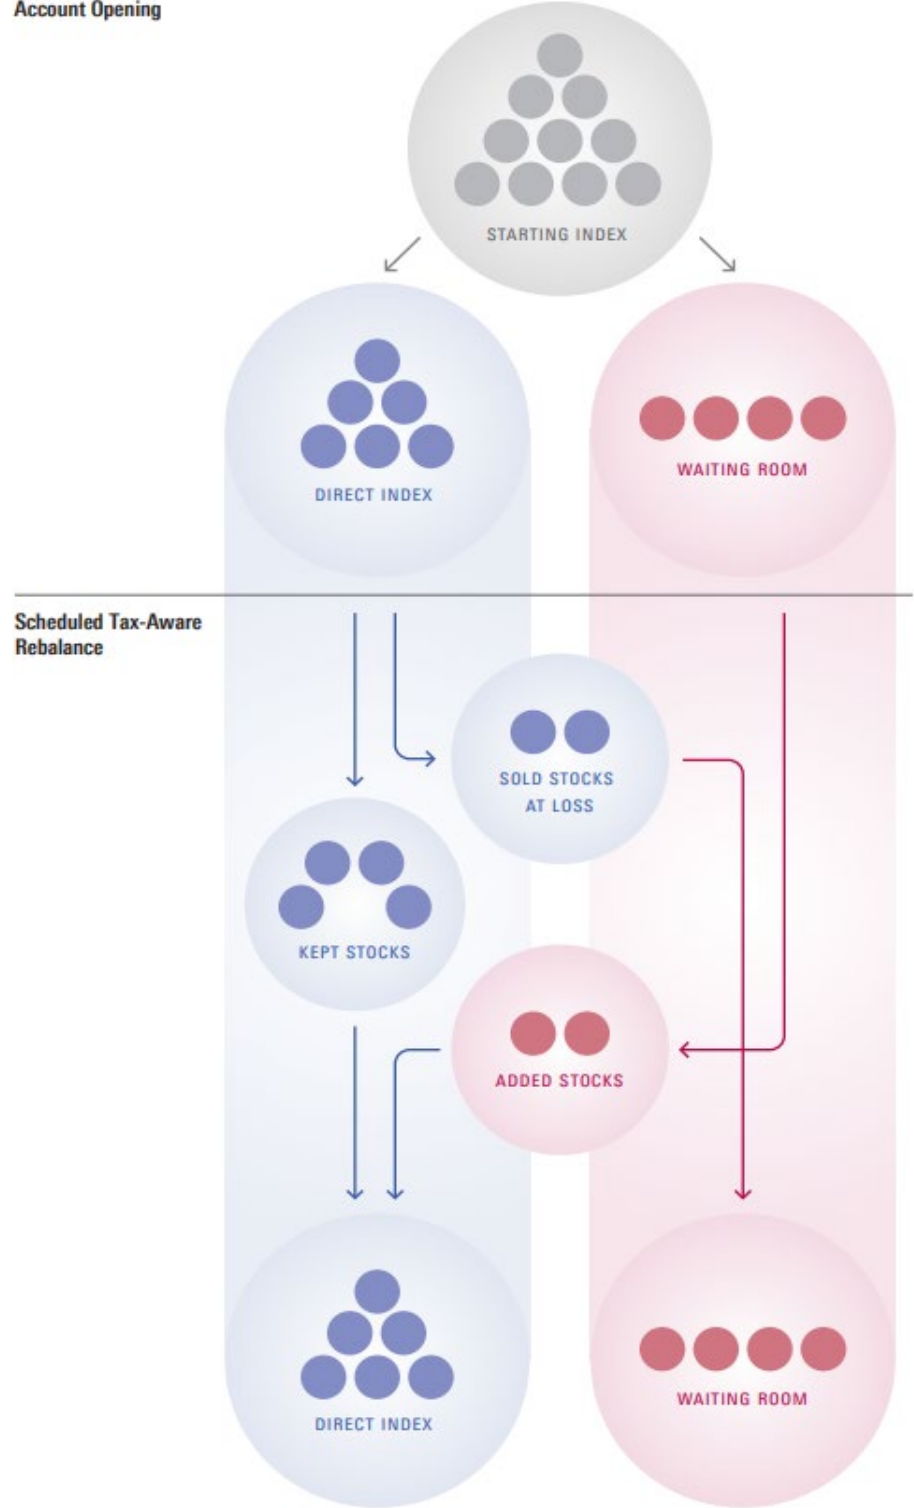 Account Opening
STARTING INDEX
DIRECT INDEX
WAITING ROOM
Scheduled Tax-Aware
Rebalance
SOLD STOCKS
AT LOSS
KEPT STOCKS
ADDED STOCKS
DIRECT INDEX
WAITING ROOM